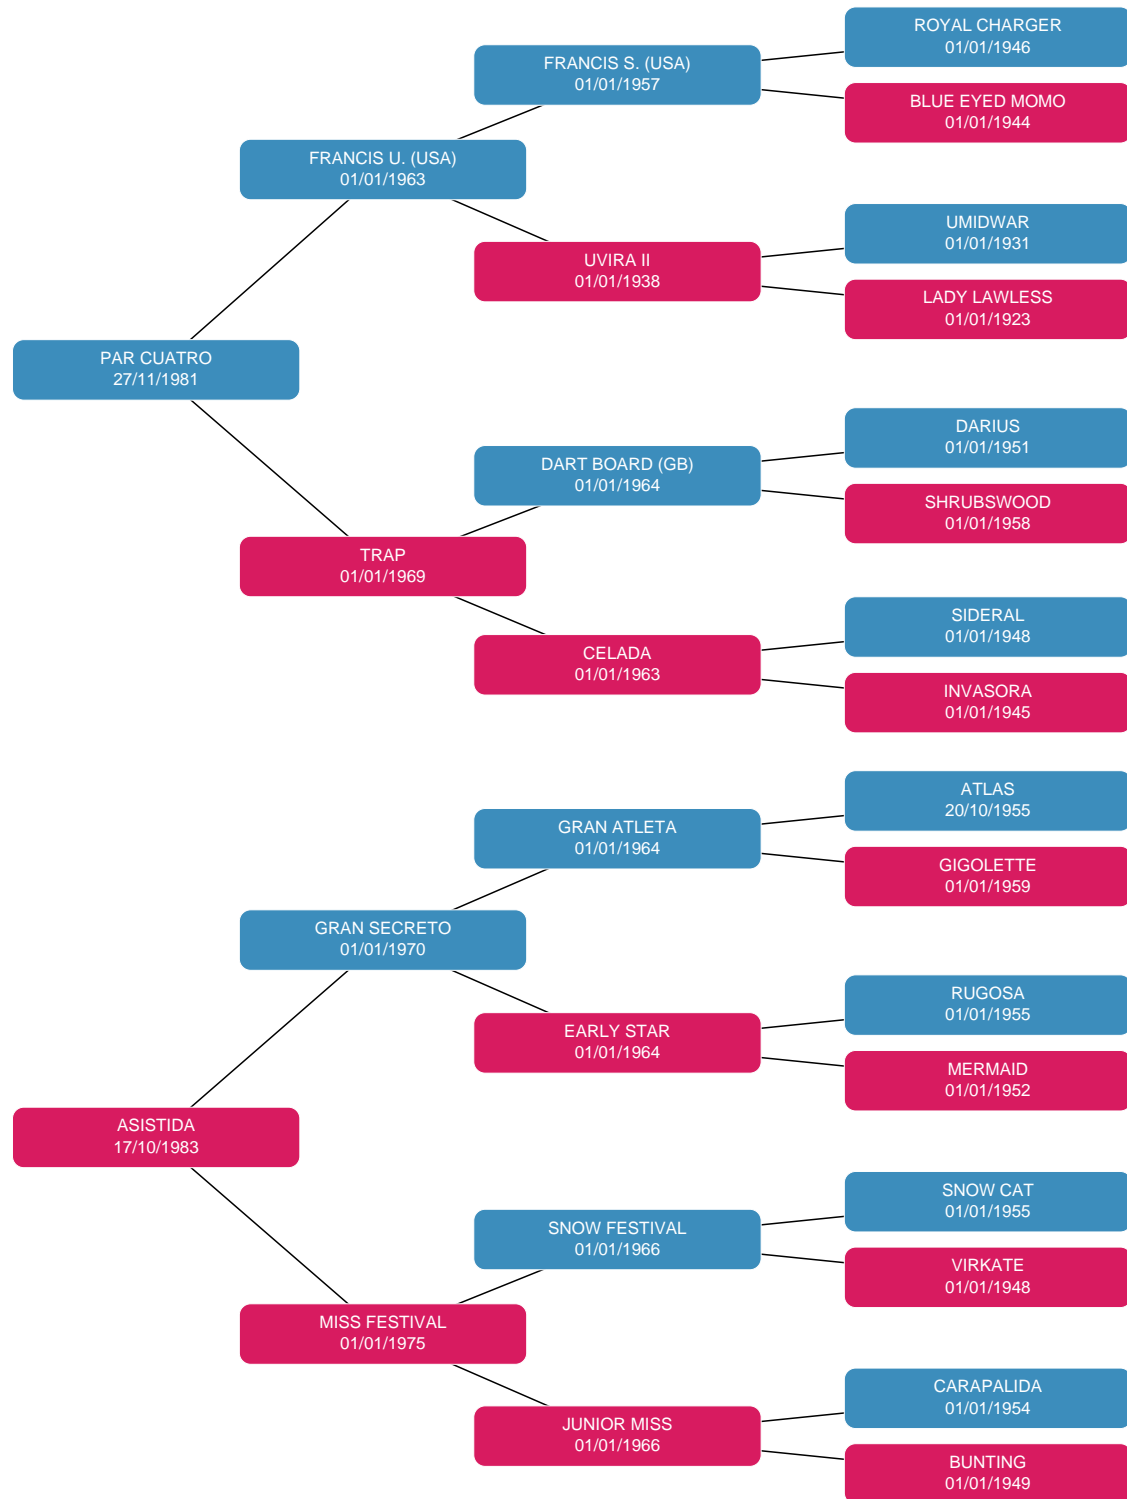 ROYAL CHARGER
01/01/1946
FRANCIS S. (USA)
01/01/1957
BLUE EYED MOMO
01/01/1944
FRANCIS U. (USA)
01/01/1963
UMIDWAR
01/01/1931
UVIRA II
01/01/1938
LADY LAWLESS
01/01/1923
PAR CUATRO
27/11/1981
DARIUS
01/01/1951
DART BOARD (GB)
01/01/1964
SHRUBSWOOD
01/01/1958
TRAP
01/01/1969
SIDERAL
01/01/1948
CELADA
01/01/1963
INVASORA
01/01/1945
ATLAS
20/10/1955
GRAN ATLETA
01/01/1964
GIGOLETTE
01/01/1959
GRAN SECRETO
01/01/1970
RUGOSA
01/01/1955
EARLY STAR
01/01/1964
MERMAID
01/01/1952
ASISTIDA
17/10/1983
SNOW CAT
01/01/1955
SNOW FESTIVAL
01/01/1966
VIRKATE
01/01/1948
MISS FESTIVAL
01/01/1975
CARAPALIDA
01/01/1954
JUNIOR MISS
01/01/1966
BUNTING
01/01/1949